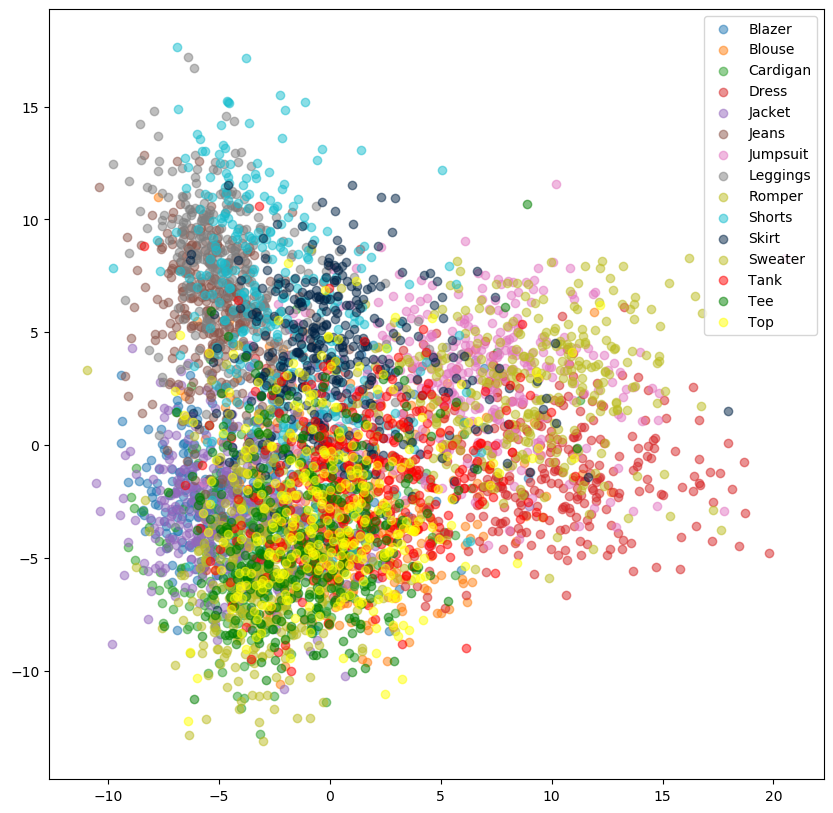 Blazer
Blouse
Cardigan
Dress
Jacket
Jeans
Jumpsuit
Leggings
Romper
Shorts
Skirt
Sweater
Tank
Tee
Top
15
10
5
0
−5
−10
−10 −5 0 5 10 15 20